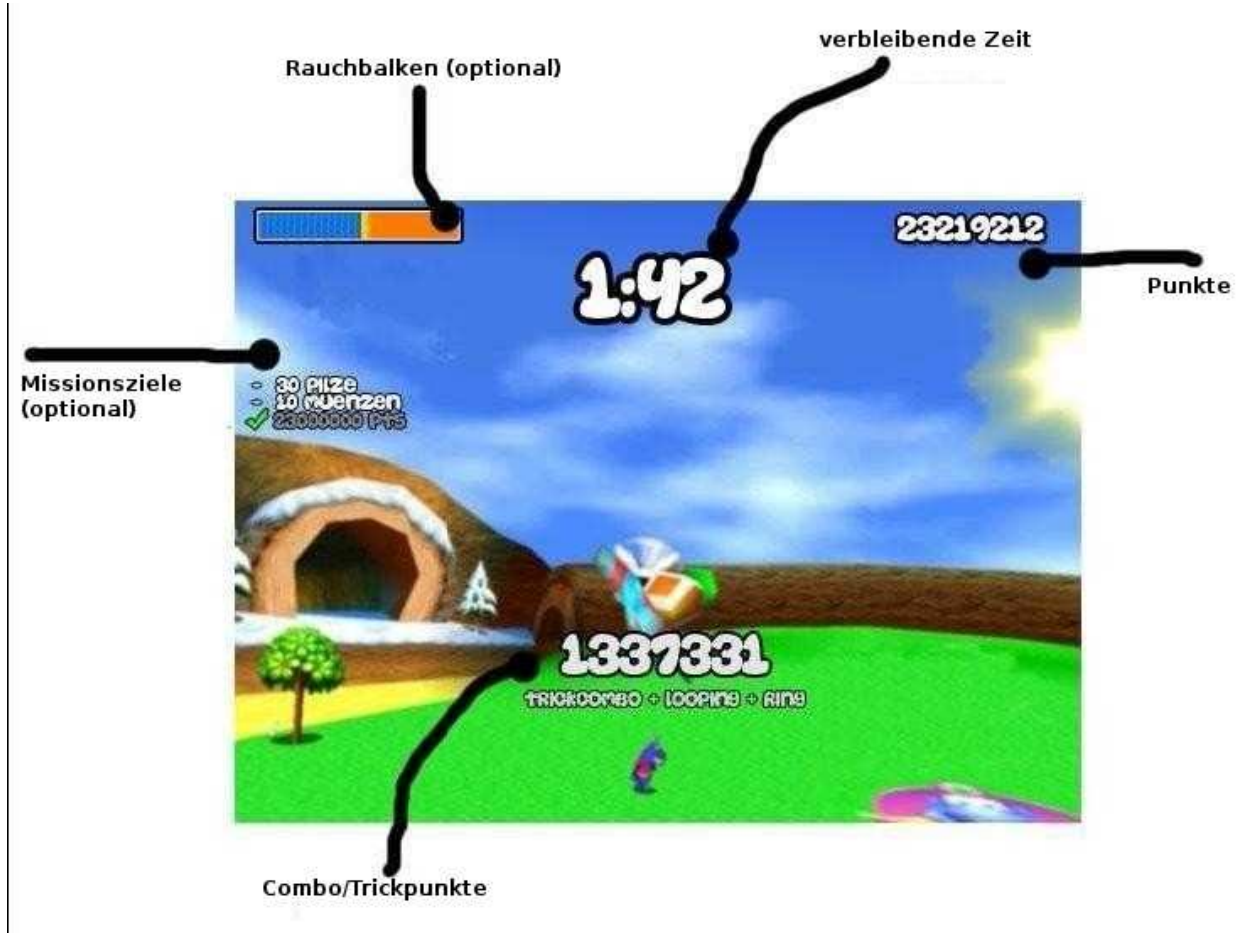 verbleibende Zeit
Rauchbalken (optional)
23219212
1:42
Punkte
Missionsziele
(optional)
30 PILZE
10 MUENZEN
23000000 PTS
1337331
TRICKCOMBO + LOOPING + RING
Combo/Trickpunkte